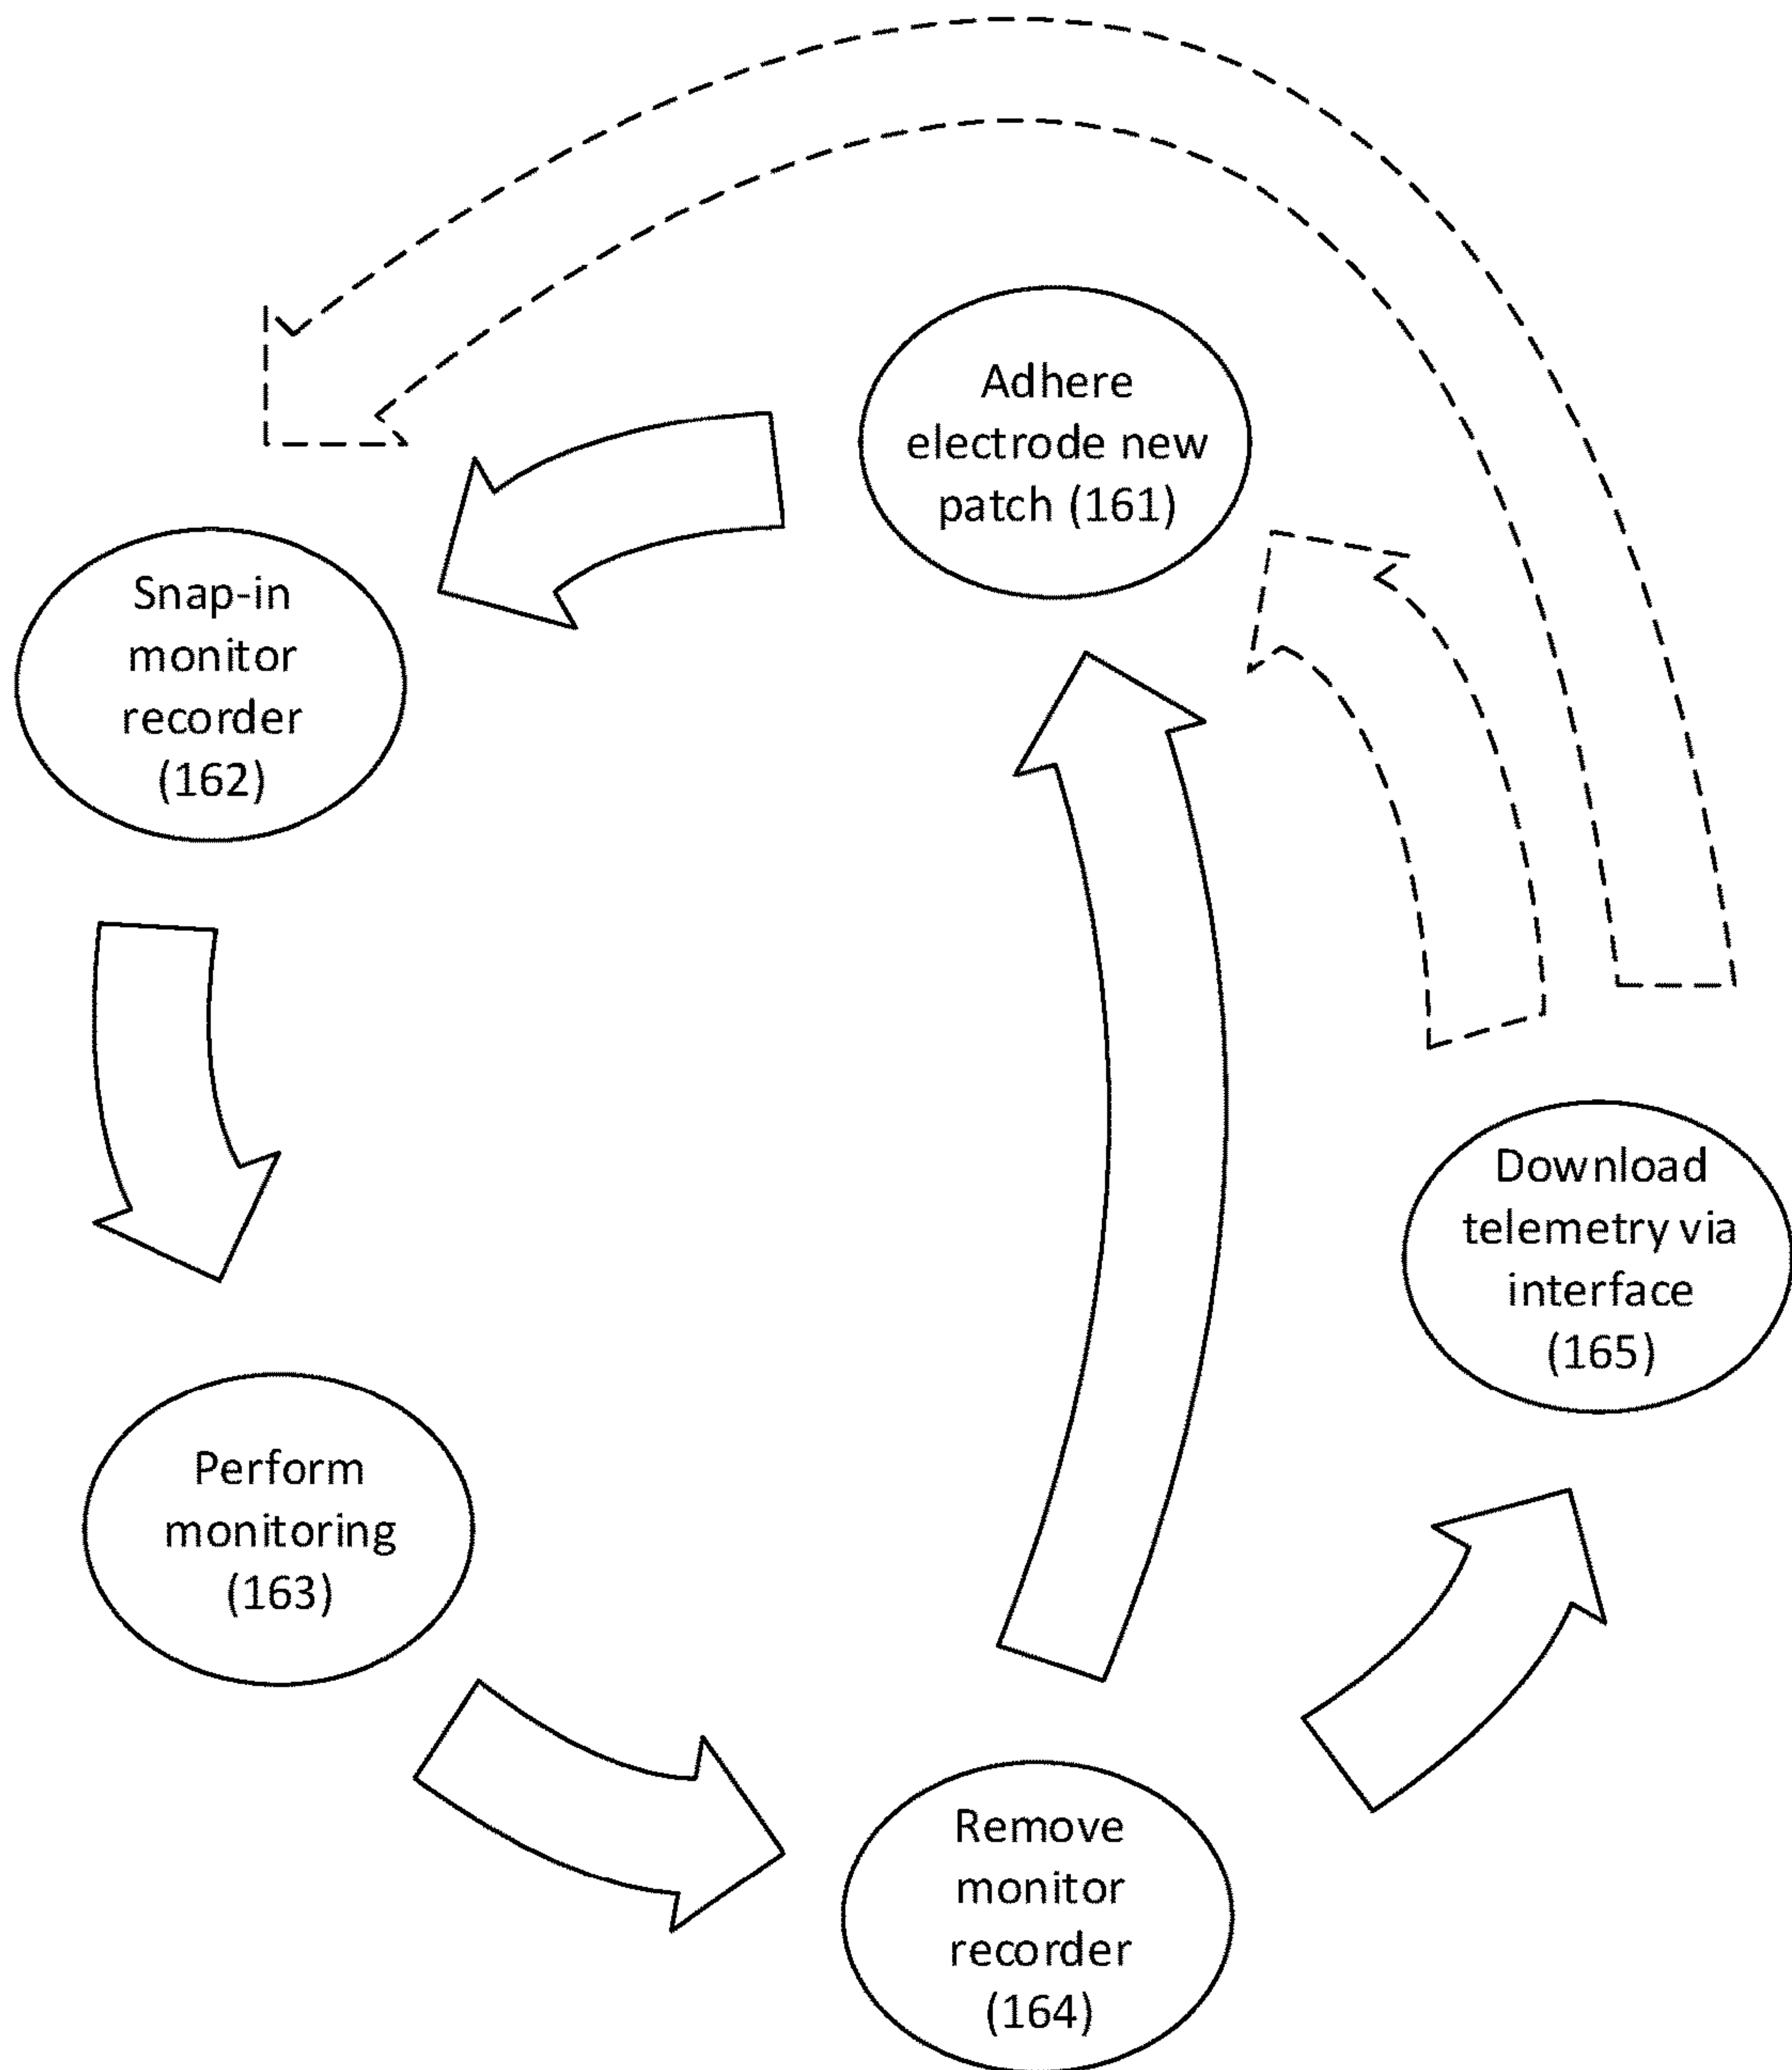 Adhere
electrode new
patch (161)
Snap-in
monitor
recorder
(162)
Download
telemetry via
interface
(165)
Perform
monitoring
(163)
Remove
monitor
recorder
(164)